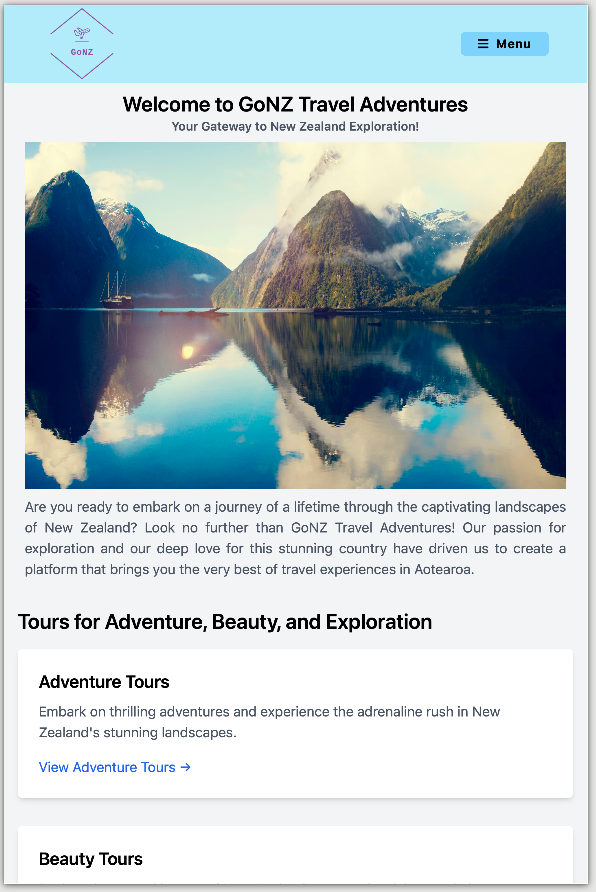 GoNZ
Menu
Welcome to GoNZ Travel Adventures
Your Gateway to New Zealand Exploration!
Are you ready to embark on a journey of a lifetime through the captivating landscapes
of New Zealand? Look no further than GoNZ Travel Adventures! Our passion for
exploration and our deep love for this stunning country have driven us to create a
platform that brings you the very best of travel experiences in Aotearoa.
Tours for Adventure, Beauty, and Exploration
Adventure Tours
Embark on thrilling adventures and experience the adrenaline rush in New
Zealand's stunning landscapes.
View Adventure Tours →
Beauty Tours